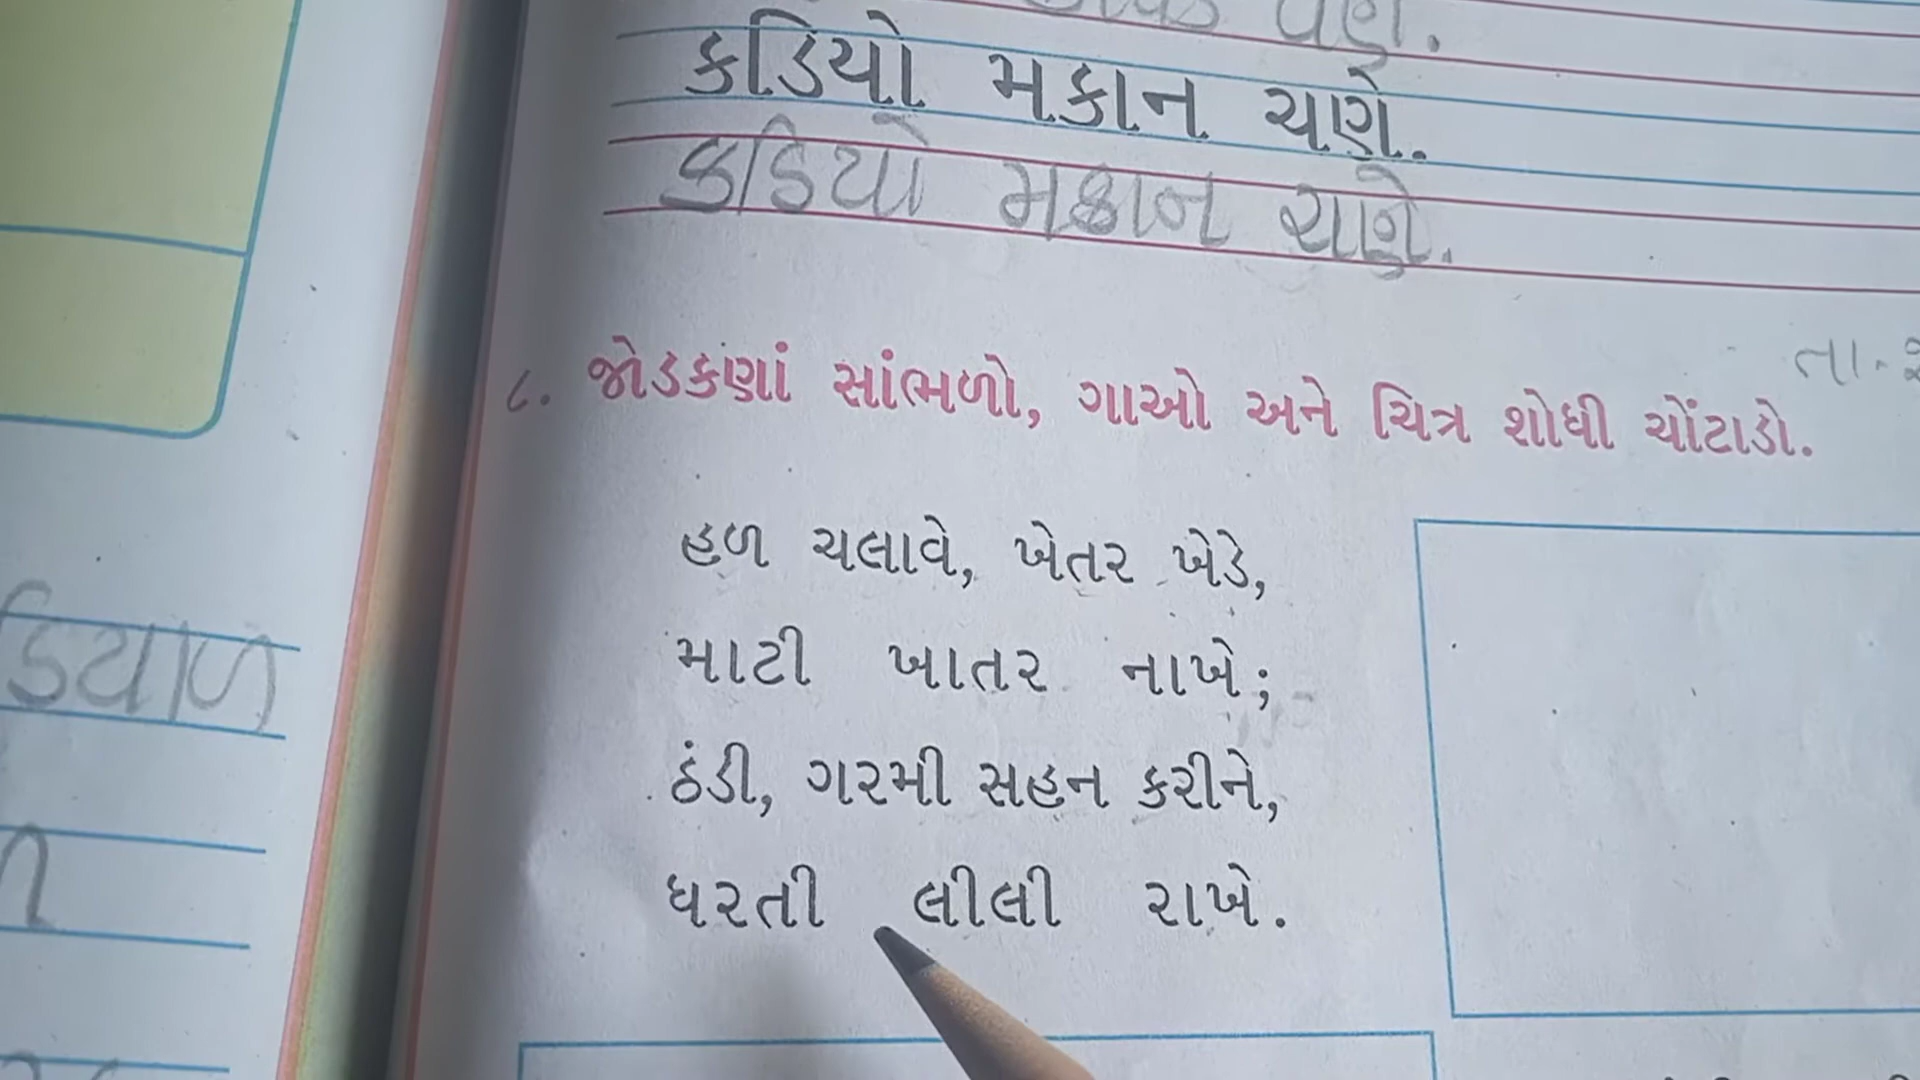 કડિયો મકાન ચણે.
કડિયો મકાન ચણે.
તા.
૮. જોડકણાં સાંભળો, ગાઓ અને ચિત્ર શોધી ચોંટાડો.
હળ ચલાવે, ખેતર ખેડે,
માટી ખાતર નાખે;
ઠંડી, ગરમી સહન કરીને,
ધરતી લીલી રાખે.